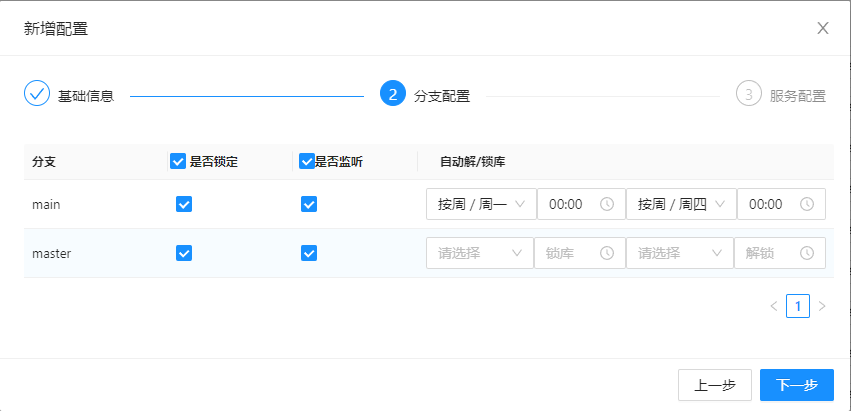 新增配置
基础信息 2 分支配置 3 服务配置
分支 是否锁定 是否监听 自动解/锁库
main 按周 / 周一 00:00 按周 / 周四 00:00
master 请选择 锁库 请选择 解锁
1
上一步 下一步